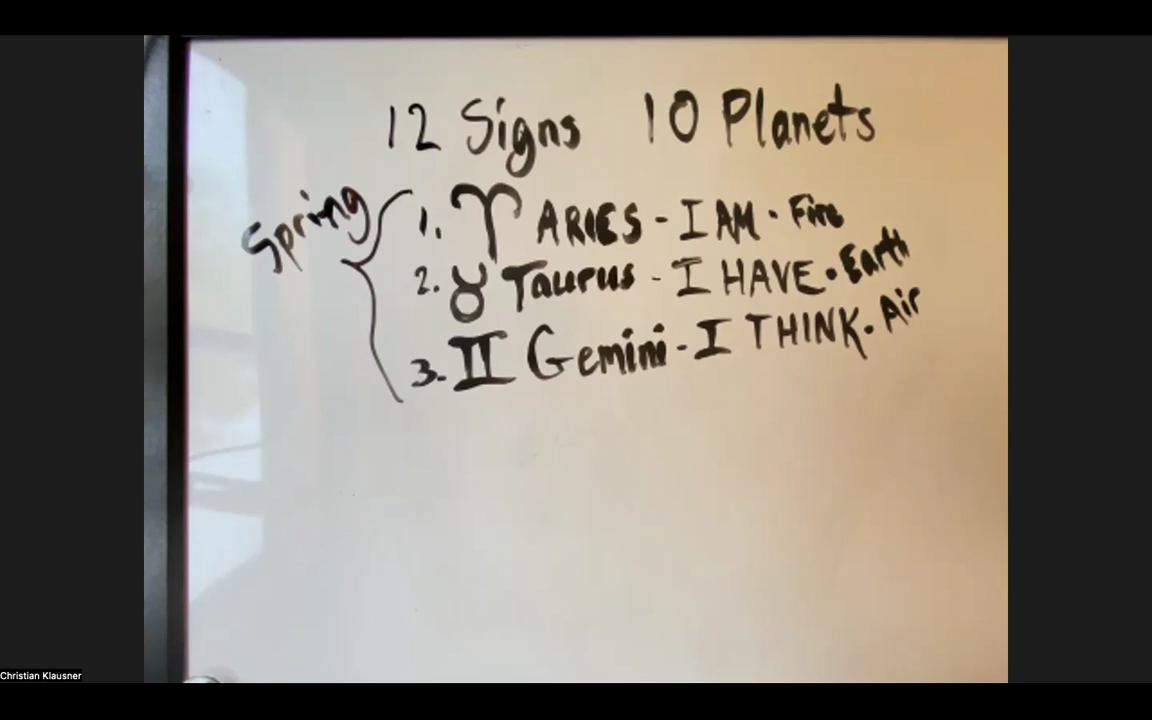 12 Signs 10 Planets
Spring
1. ♈ ARIES - I AM · Fire
2. ♉ Taurus - I HAVE · Earth
3. ♊ Gemini - I THINK · Air
Christian Klausner